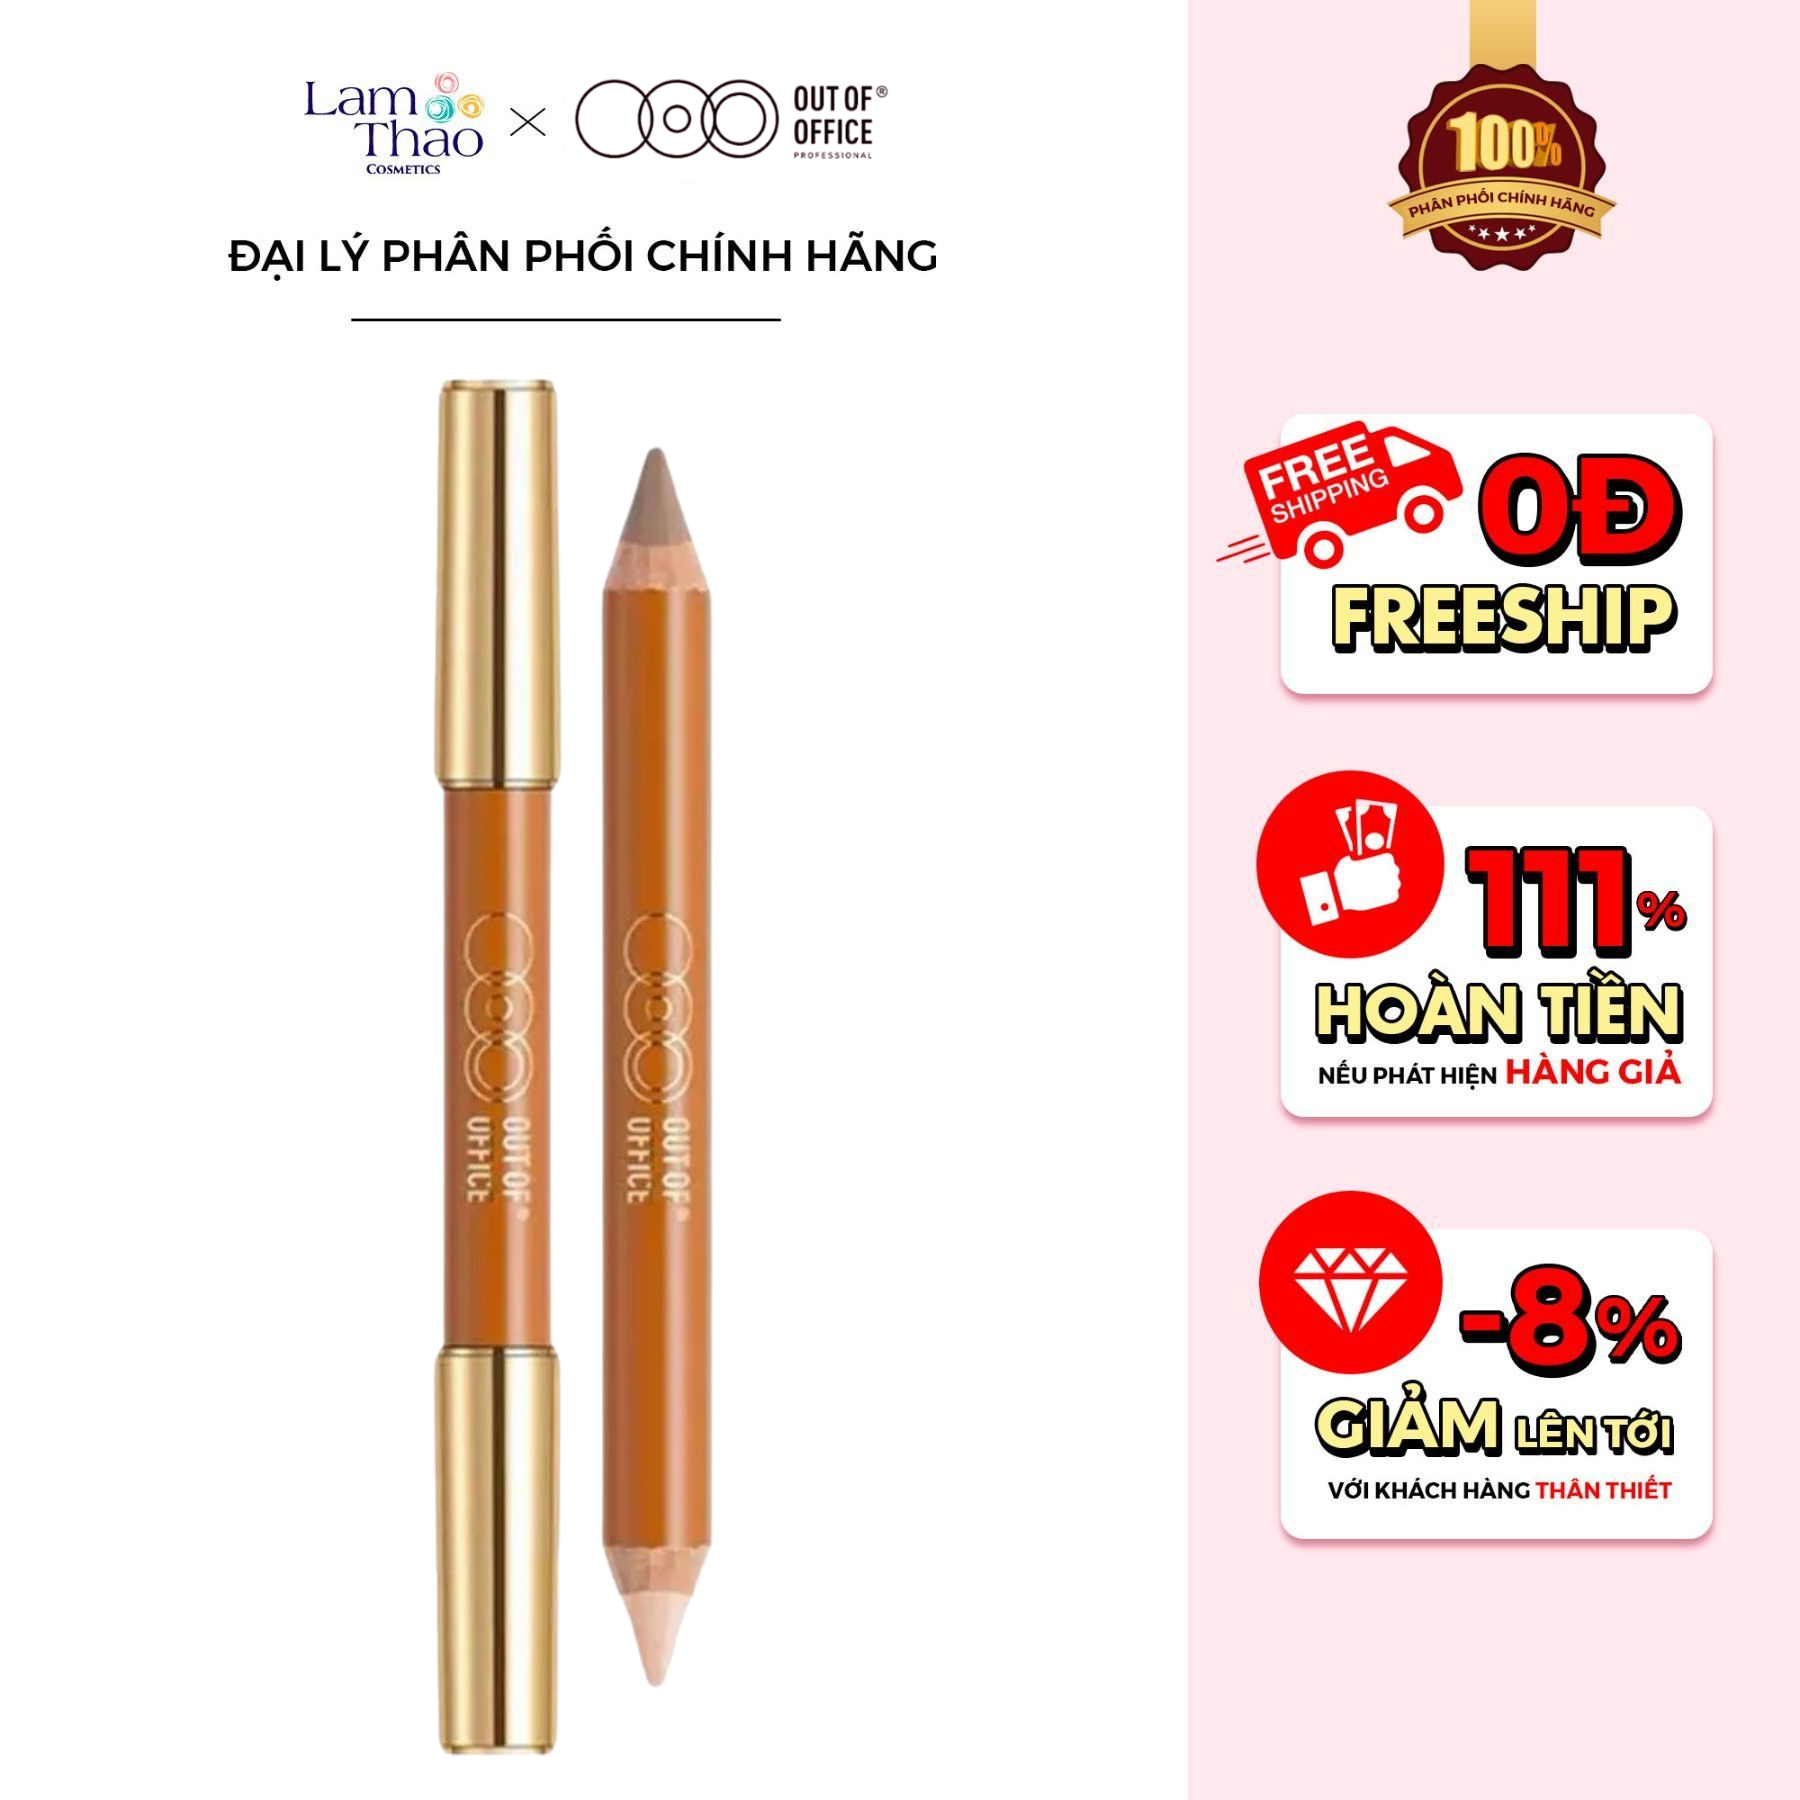 Lam
Thao
COSMETICS
OUT OF®
OFFICE
PROFESSIONAL
ĐẠI LÝ PHÂN PHỐI CHÍNH HÃNG
100%
PHÂN PHỐI CHÍNH HÃNG
FREE
SHIPPING
0Đ
FREESHIP
111%
HOÀN TIỀN
NẾU PHÁT HIỆN HÀNG GIẢ
-8%
GIẢM LÊN TỚI
VỚI KHÁCH HÀNG THÂN THIẾT
OUT OF®
OFFICE
OUT OF®
OFFICE